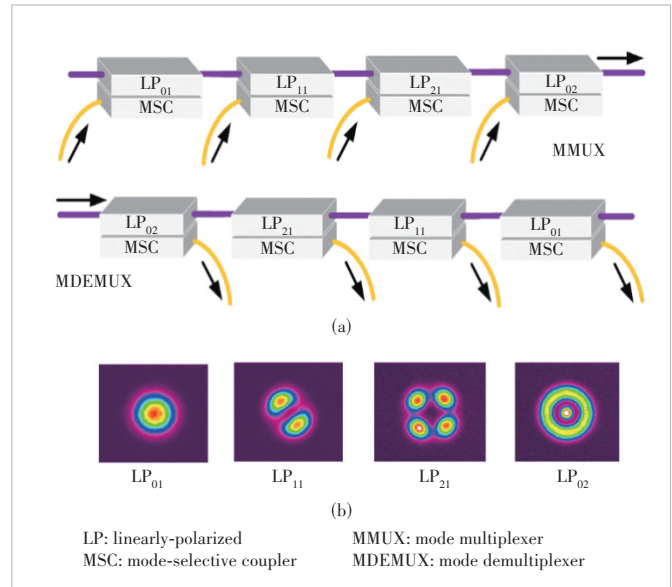 LP₀₁ LP₁₁ LP₂₁ LP₀₂
MSC MSC MSC MSC
MMUX
LP₀₂ LP₂₁ LP₁₁ LP₀₁
MSC MSC MSC MSC
MDEMUX
(a)
LP₀₁ LP₁₁ LP₂₁ LP₀₂
(b)
LP: linearly-polarized MMUX: mode multiplexer
MSC: mode-selective coupler MDEMUX: mode demultiplexer